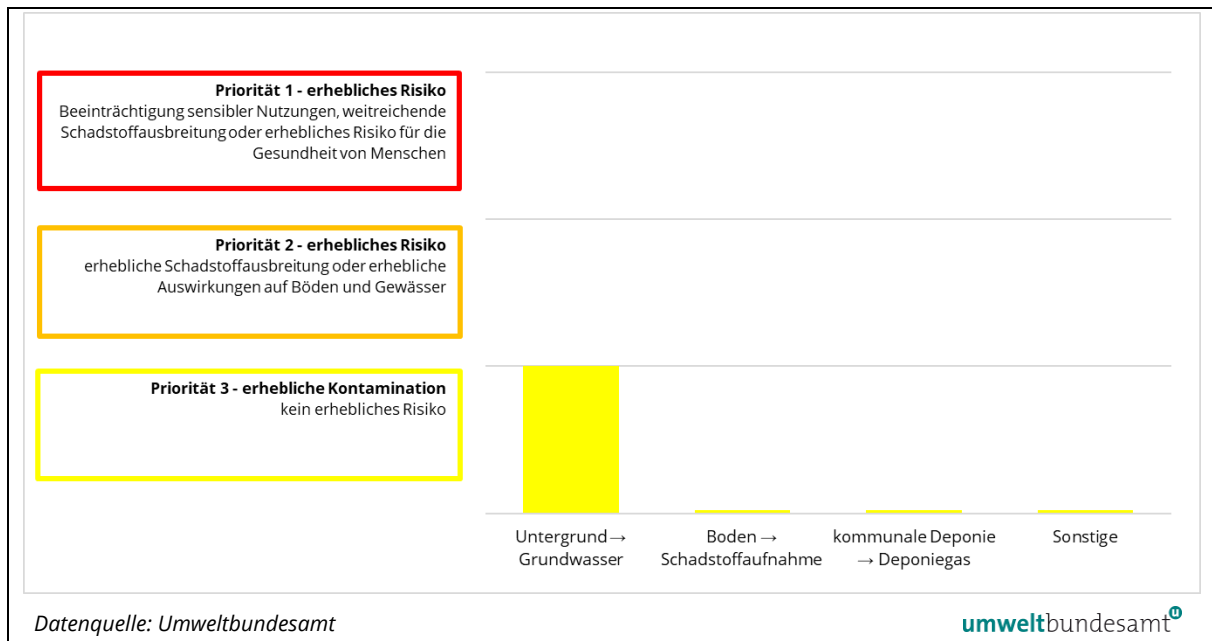 Priorität 1 - erhebliches Risiko
Beeinträchtigung sensibler Nutzungen, weitreichende
Schadstoffausbreitung oder erhebliches Risiko für die
Gesundheit von Menschen
Priorität 2 - erhebliches Risiko
erhebliche Schadstoffausbreitung oder erhebliche
Auswirkungen auf Böden und Gewässer
Priorität 3 - erhebliche Kontamination
kein erhebliches Risiko
Untergrund →
Grundwasser
Boden →
Schadstoffaufnahme
kommunale Deponie
→ Deponiegas
Sonstige
Datenquelle: Umweltbundesamt
umweltbundesamt u